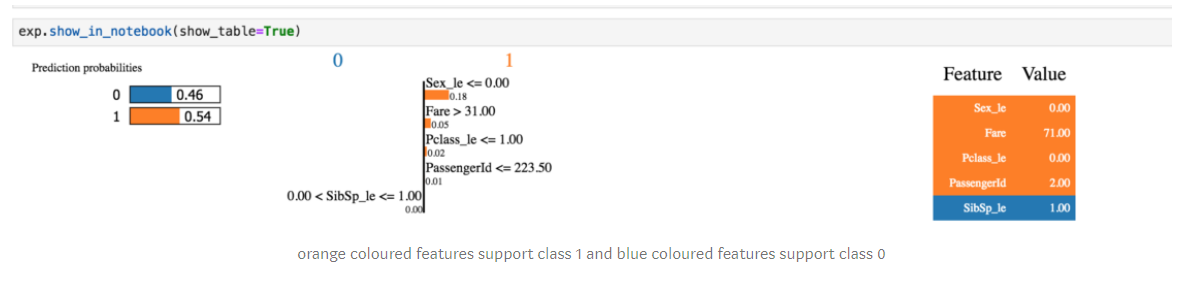 exp.show_in_notebook(show_table=True)
Prediction probabilities
0 0.46
1 0.54
0 1
Sex_le <= 0.00
0.18
Fare > 31.00
0.05
Pclass_le <= 1.00
0.02
PassengerId <= 223.50
0.01
0.00 < SibSp_le <= 1.00
0.00
Feature Value
Sex_le 0.00
Fare 71.00
Pclass_le 0.00
PassengerId 2.00
SibSp_le 1.00
orange coloured features support class 1 and blue coloured features support class 0